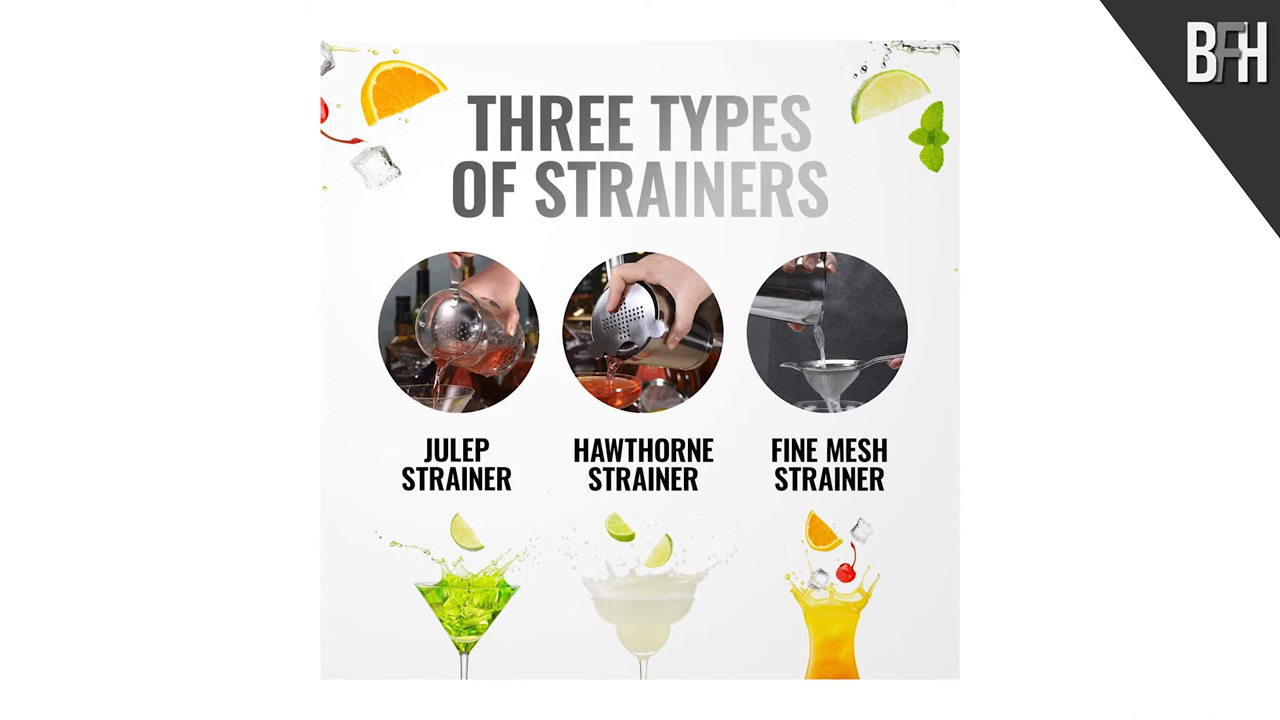 BFH
THREE TYPES
OF STRAINERS
JULEP
STRAINER
HAWTHORNE
STRAINER
FINE MESH
STRAINER